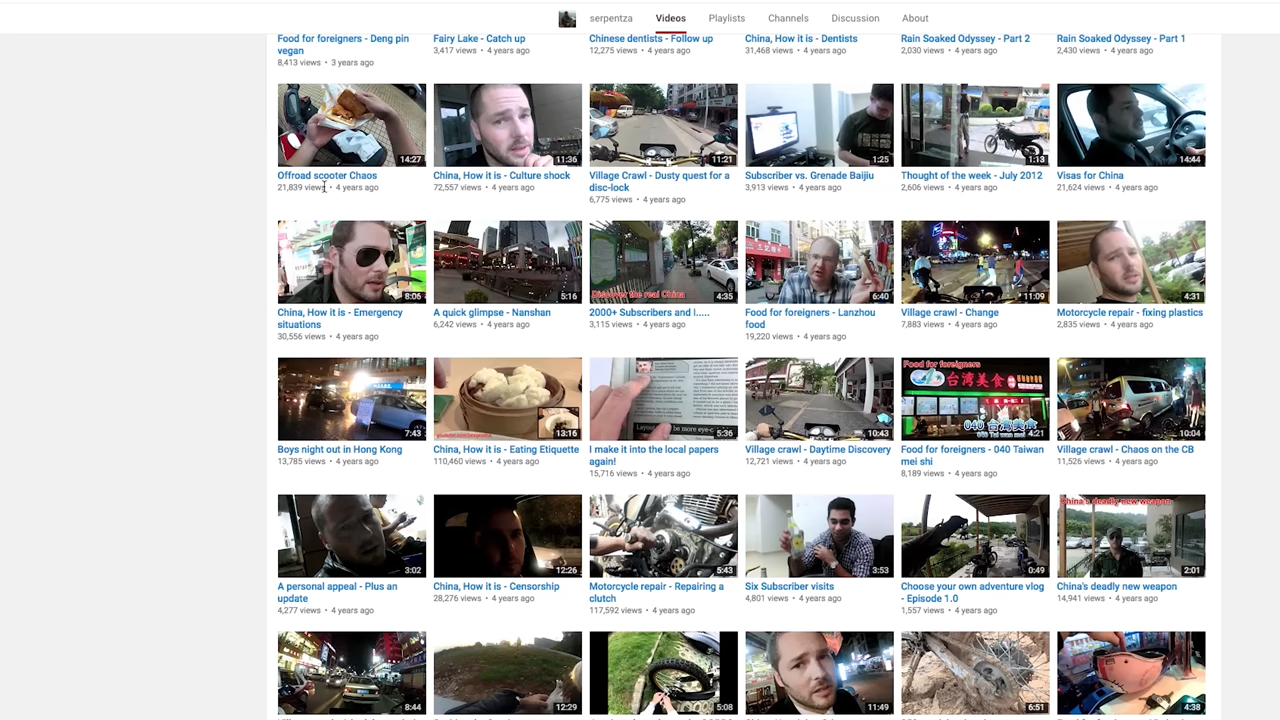 serpentza Videos Playlists Channels Discussion About
Food for foreigners - Deng pin vegan
8,413 views • 3 years ago
Fairy Lake - Catch up
3,417 views • 4 years ago
Chinese dentists - Follow up
12,275 views • 4 years ago
China, How it is - Dentists
31,468 views • 4 years ago
Rain Soaked Odyssey - Part 2
2,030 views • 4 years ago
Rain Soaked Odyssey - Part 1
2,430 views • 4 years ago
14:27
Offroad scooter Chaos
21,839 views • 4 years ago
11:36
China, How it is - Culture shock
72,557 views • 4 years ago
11:21
Village Crawl - Dusty quest for a
disc-lock
6,775 views • 4 years ago
1:25
Subscriber vs. Grenade Baijiu
3,913 views • 4 years ago
1:13
Thought of the week - July 2012
2,606 views • 4 years ago
14:44
Visas for China
21,624 views • 4 years ago
8:06
China, How it is - Emergency
situations
30,556 views • 4 years ago
5:16
A quick glimpse - Nanshan
6,242 views • 4 years ago
Discover the real China
4:35
2000+ Subscribers and I.....
3,115 views • 4 years ago
6:40
Food for foreigners - Lanzhou
food
19,220 views • 4 years ago
11:09
Village crawl - Change
7,883 views • 4 years ago
4:31
Motorcycle repair - fixing plastics
2,835 views • 4 years ago
7:43
Boys night out in Hong Kong
13,785 views • 4 years ago
13:16
China, How it is - Eating Etiquette
110,460 views • 4 years ago
5:36
I make it into the local papers
again!
15,716 views • 4 years ago
10:43
Village crawl - Daytime Discovery
12,721 views • 4 years ago
Food for foreigners
台湾美食
4:21
Food for foreigners - 040 Taiwan
mei shi
8,189 views • 4 years ago
10:04
Village crawl - Chaos on the CB
11,526 views • 4 years ago
3:02
A personal appeal - Plus an
update
4,277 views • 4 years ago
12:26
China, How it is - Censorship
28,276 views • 4 years ago
5:43
Motorcycle repair - Repairing a
clutch
117,592 views • 4 years ago
3:53
Six Subscriber visits
4,801 views • 4 years ago
0:49
Choose your own adventure vlog
- Episode 1.0
1,557 views • 4 years ago
China's deadly new weapon
2:01
China's deadly new weapon
14,941 views • 4 years ago
8:44
12:29
5:08
11:49
6:51
4:38